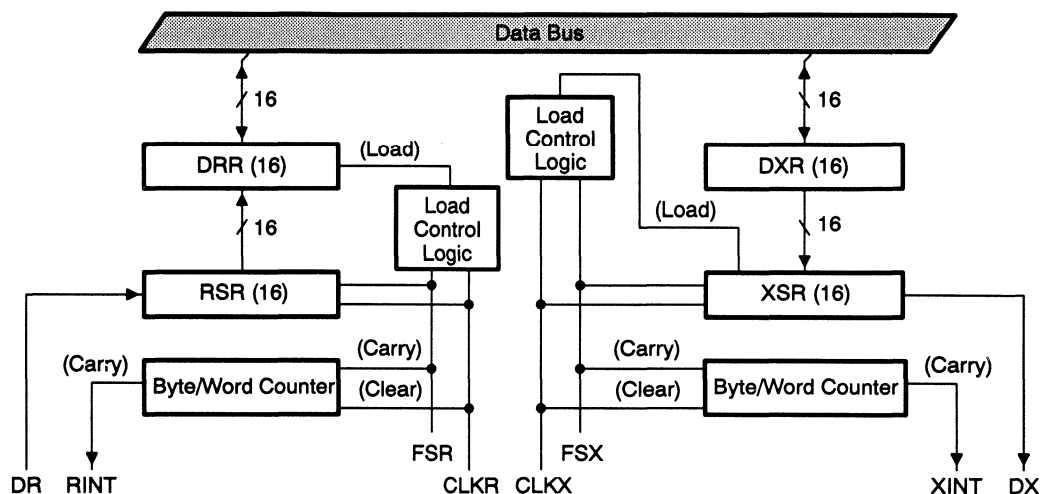 Data Bus
16
16
Load
Control
Logic
DRR (16)
(Load)
DXR (16)
Load
Control
Logic
16
(Load)
16
RSR (16)
XSR (16)
(Carry)
(Carry)
(Carry)
(Carry)
Byte/Word Counter
(Clear)
(Clear)
Byte/Word Counter
FSR
FSX
DR
RINT
CLKR
CLKX
XINT
DX